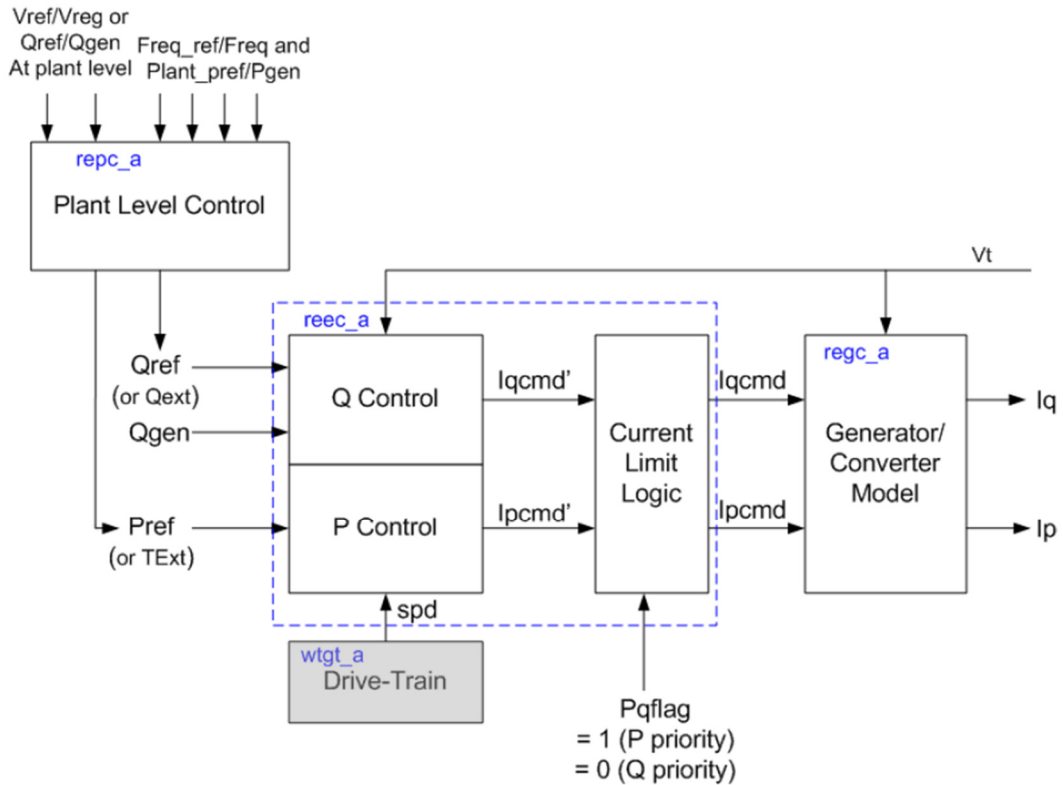 Vref/Vreg or
Qref/Qgen
At plant level
Freq_ref/Freq and
Plant_pref/Pgen
repc_a
Plant Level Control
Vt
reec_a
regc_a
Qref
(or Qext)
Qgen
Q Control
Iqcmd’
Iqcmd
Iq
Current
Limit
Logic
Generator/
Converter
Model
Pref
(or TExt)
P Control
Ipcmd’
Ipcmd
Ip
spd
wtgt_a
Drive-Train
Pqflag
= 1 (P priority)
= 0 (Q priority)